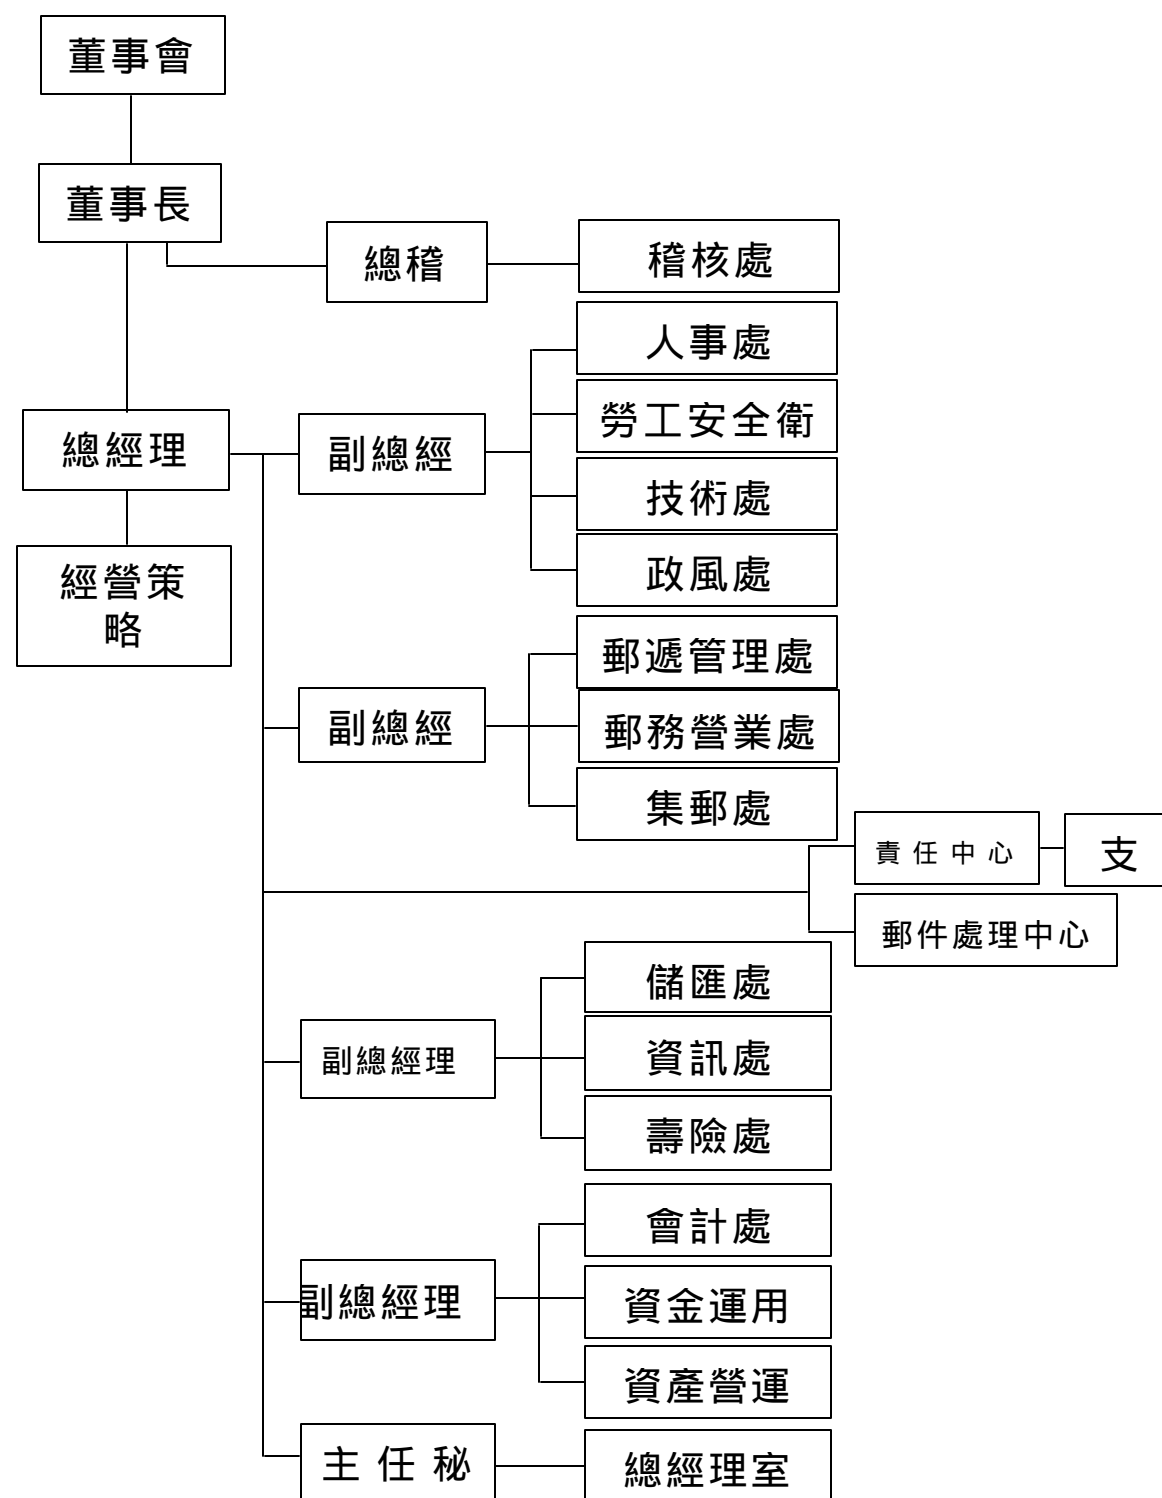 董事會
董事長
總稽
稽核處
人事處
勞工安全衛
技術處
政風處
總經理
副總經
經營策
略
郵遞管理處
郵務營業處
集郵處
副總經
責任中心
支
郵件處理中心
儲匯處
資訊處
壽險處
副總經理
會計處
資金運用
資產營運
副總經理
主任秘
總經理室